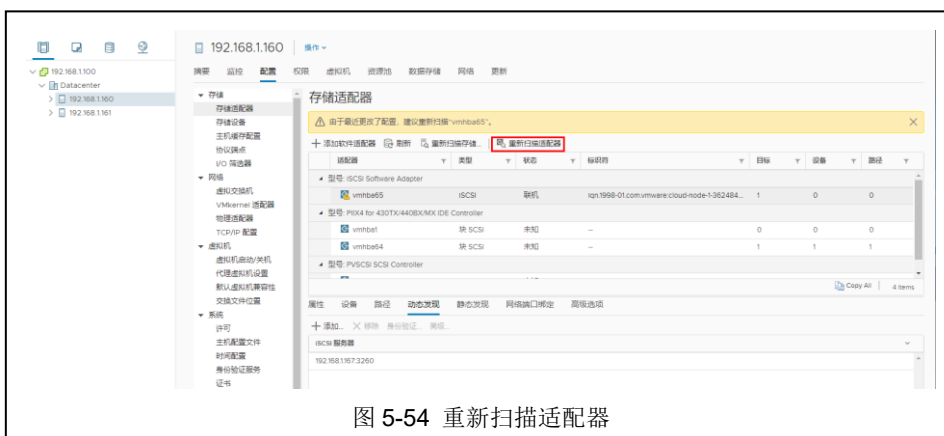 192.168.1.160 操作
192.168.1.100
Datacenter
192.168.1.160
192.168.1.161
摘要 监控 配置 权限 虚拟机 资源池 数据存储 网络 更新
存储
存储适配器
存储设备
主机缓存配置
协议端点
I/O 筛选器
网络
虚拟交换机
VMkernel 适配器
物理适配器
TCP/IP 配置
虚拟机
虚拟机启动/关机
代理虚拟机设置
默认虚拟机兼容性
交换文件位置
系统
许可
主机配置文件
时间配置
身份验证服务
证书
存储适配器
由于最近更改了配置，建议重新扫描"vmhba65"。
添加软件适配器 刷新 重新扫描存储... 重新扫描适配器
适配器 类型 状态 标识符 目标 设备 路径
型号: iSCSI Software Adapter
vmhba65 iSCSI 联机 iqn.1998-01.com.vmware:cloud-node-1-362484... 1 0 0
型号: PIIX4 for 430TX/440BX/MX IDE Controller
vmhba1 块 SCSI 未知 -- 0 0 0
vmhba64 块 SCSI 未知 -- 1 1 1
型号: PVSCSI SCSI Controller
Copy All 4 items
属性 设备 路径 动态发现 静态发现 网络端口绑定 高级选项
添加... 移除 身份验证... 高级...
iSCSI 服务器
192.168.1.167:3260
图 5-54 重新扫描适配器